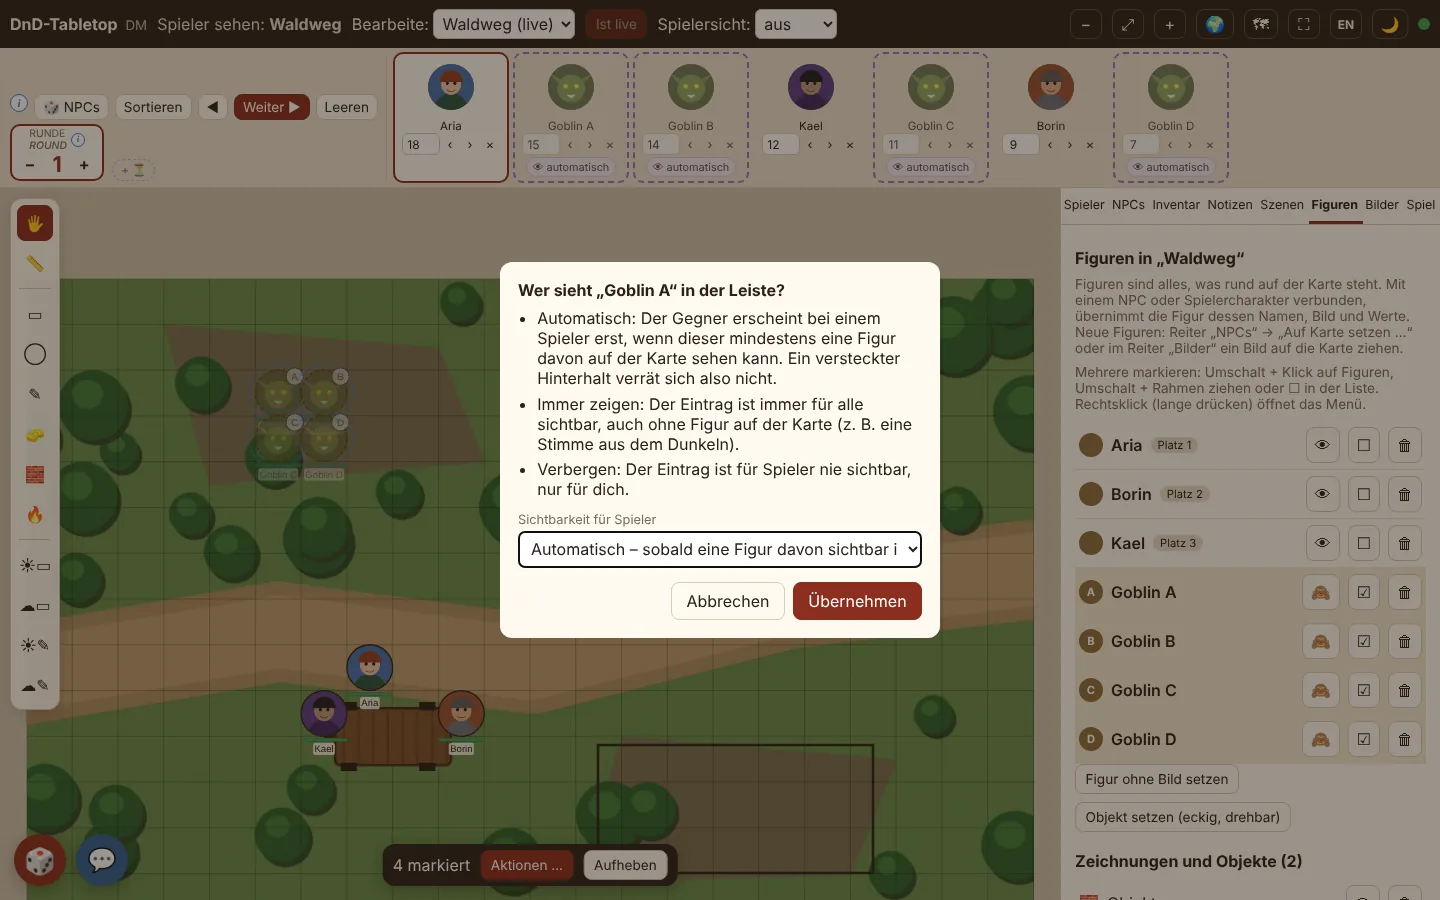 DnD-Tabletop DM Spieler sehen: Waldweg Bearbeite: Waldweg (live) Ist live Spielersicht: aus − + EN
i NPCs Sortieren ◀ Weiter ▶ Leeren
RUNDE
ROUND i
− 1 +
+
Aria
18 ‹ › ×
Goblin A
15 ‹ › ×
automatisch
Goblin B
14 ‹ › ×
automatisch
Kael
12 ‹ › ×
Goblin C
11 ‹ › ×
automatisch
Borin
9 ‹ › ×
Goblin D
7 ‹ › ×
automatisch
Spieler NPCs Inventar Notizen Szenen Figuren Bilder Spiel
Figuren in „Waldweg“
Figuren sind alles, was rund auf der Karte steht. Mit
einem NPC oder Spielercharakter verbunden,
übernimmt die Figur dessen Namen, Bild und Werte.
Neue Figuren: Reiter „NPCs“ → „Auf Karte setzen …“
oder im Reiter „Bilder“ ein Bild auf die Karte ziehen.
Mehrere markieren: Umschalt + Klick auf Figuren,
Umschalt + Rahmen ziehen oder ☐ in der Liste.
Rechtsklick (lange drücken) öffnet das Menü.
Aria Platz 1
Borin Platz 2
Kael Platz 3
A Goblin A
B Goblin B
C Goblin C
D Goblin D
Figur ohne Bild setzen
Objekt setzen (eckig, drehbar)
Zeichnungen und Objekte (2)
Wer sieht „Goblin A“ in der Leiste?
• Automatisch: Der Gegner erscheint bei einem
Spieler erst, wenn dieser mindestens eine Figur
davon auf der Karte sehen kann. Ein versteckter
Hinterhalt verrät sich also nicht.
• Immer zeigen: Der Eintrag ist immer für alle
sichtbar, auch ohne Figur auf der Karte (z. B. eine
Stimme aus dem Dunkeln).
• Verbergen: Der Eintrag ist für Spieler nie sichtbar,
nur für dich.
Sichtbarkeit für Spieler
Automatisch – sobald eine Figur davon sichtbar i
Abbrechen Übernehmen
A B
C D
Goblin C Goblin D
Aria
Kael Borin
4 markiert Aktionen … Aufheben